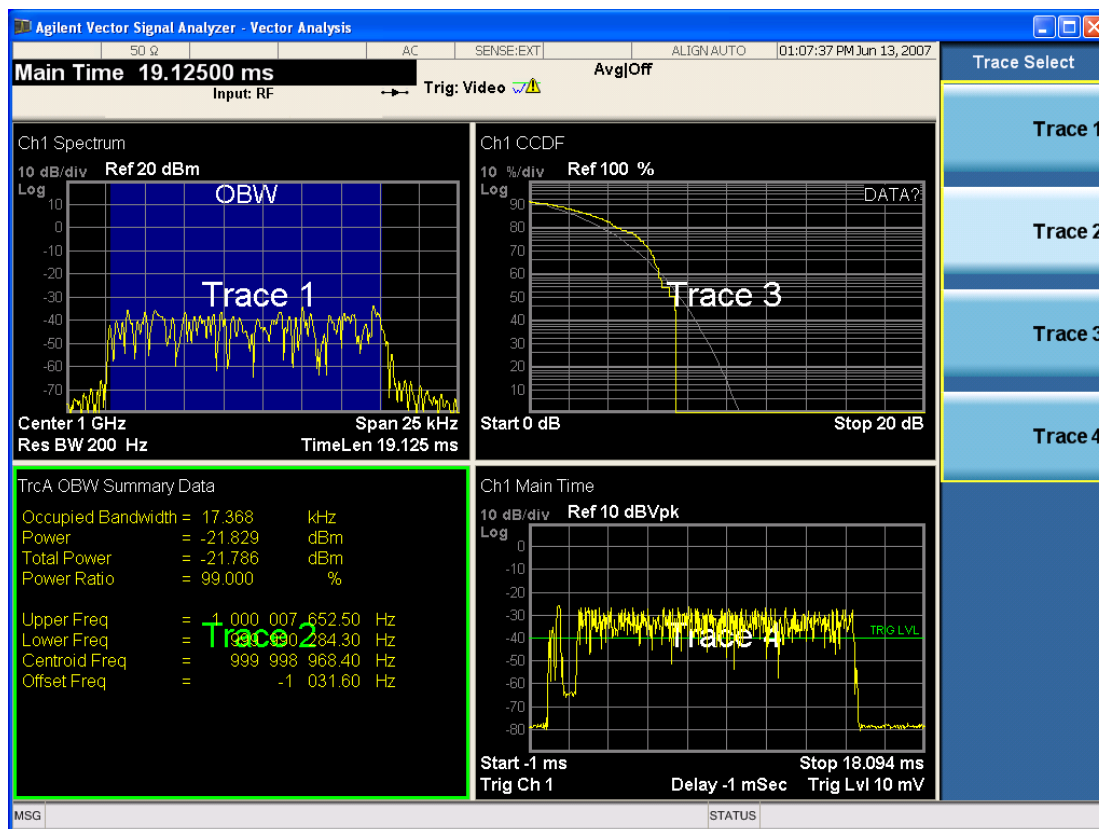 Agilent Vector Signal Analyzer - Vector Analysis
50 Ω AC SENSE:EXT ALIGN AUTO 01:07:37 PM Jun 13, 2007
Main Time 19.12500 ms
Input: RF
Trig: Video
Avg|Off
Trace Select
Trace 1
Trace 2
Trace 3
Trace 4
Ch1 Spectrum
10 dB/div Ref 20 dBm
Log
OBW
10
0
-10
-20
-30
-40
-50
-60
-70
Trace 1
Center 1 GHz Span 25 kHz
Res BW 200 Hz TimeLen 19.125 ms
Ch1 CCDF
10 %/div Ref 100 %
Log
DATA?
90
80
70
60
50
40
30
20
10
Trace 3
Start 0 dB Stop 20 dB
TrcA OBW Summary Data
Occupied Bandwidth = 17.368 kHz
Power = -21.829 dBm
Total Power = -21.786 dBm
Power Ratio = 99.000 %
Upper Freq = 1 000 007 652.50 Hz
Lower Freq = 999 990 284.30 Hz
Centroid Freq = 999 998 968.40 Hz
Offset Freq = -1 031.60 Hz
Trace 2
Ch1 Main Time
10 dB/div Ref 10 dBVpk
Log
0
-10
-20
-30
-40
-50
-60
-70
-80
TRIG LVL
Trace 4
Start -1 ms Stop 18.094 ms
Trig Ch 1 Delay -1 mSec Trig Lvl 10 mV
MSG STATUS